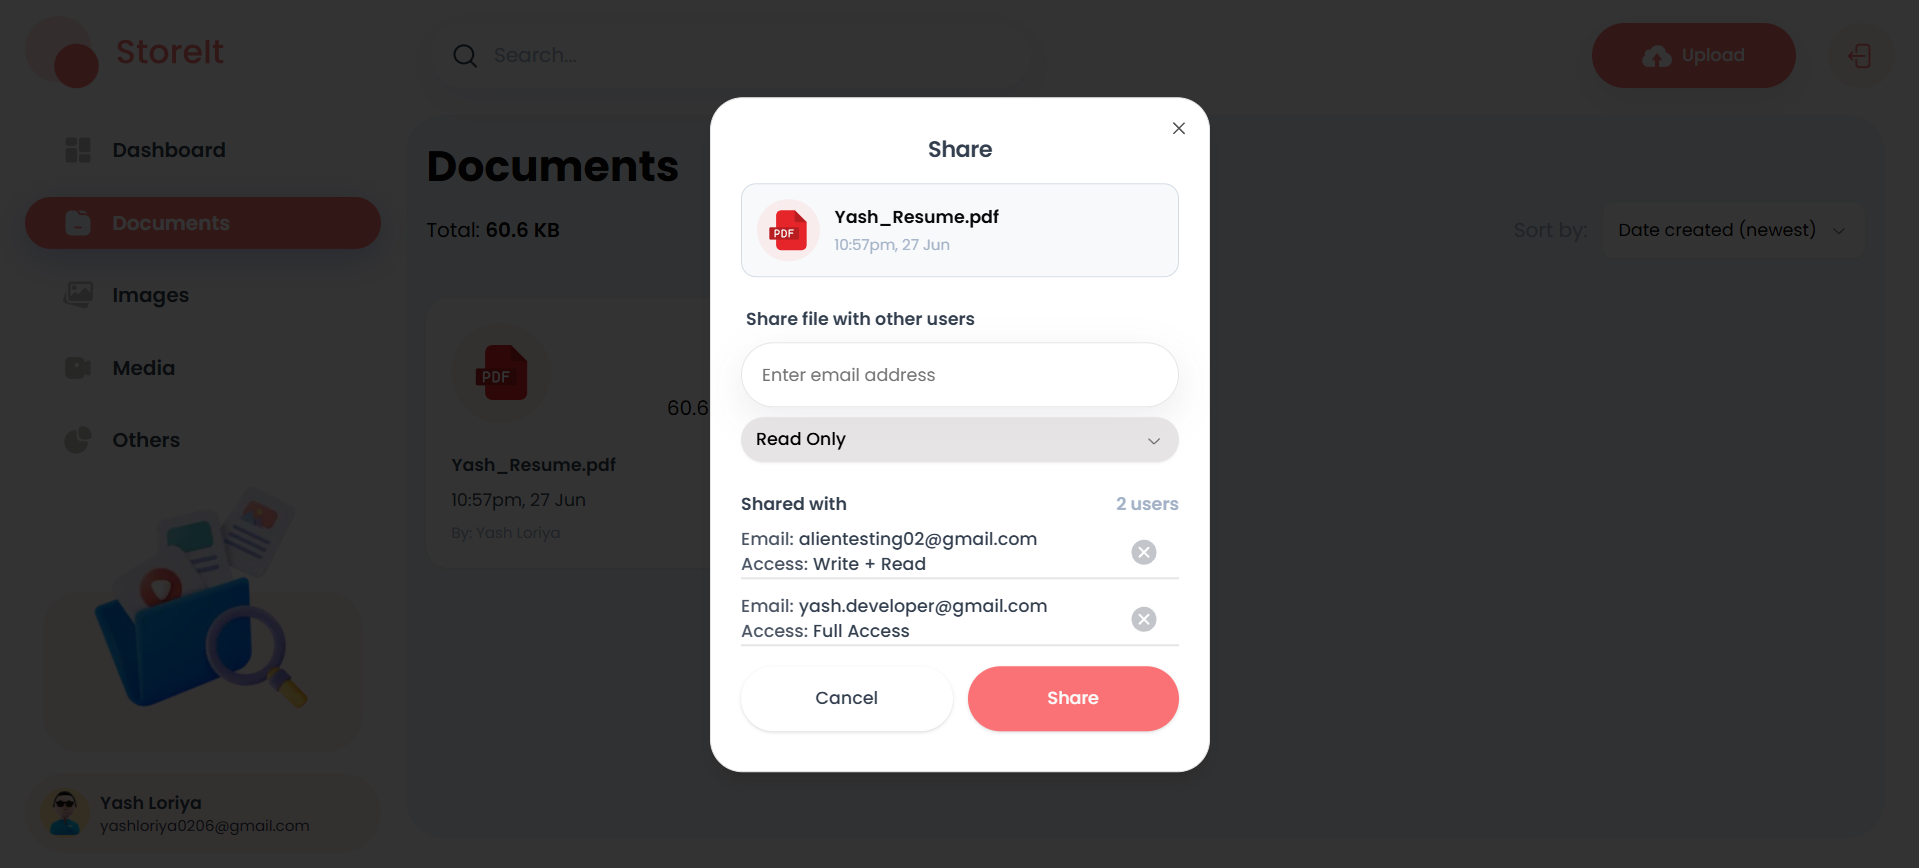 StoreIt
Search...
Upload
Dashboard
Documents
Images
Media
Others
Yash Loriya
yashloriya0206@gmail.com
Documents
Total: 60.6 KB
Sort by:
Date created (newest)
PDF
60.6
Yash_Resume.pdf
10:57pm, 27 Jun
By: Yash Loriya
Share
PDF
Yash_Resume.pdf
10:57pm, 27 Jun
Share file with other users
Enter email address
Read Only
Shared with
2 users
Email: alientesting02@gmail.com
Access: Write + Read
Email: yash.developer@gmail.com
Access: Full Access
Cancel
Share